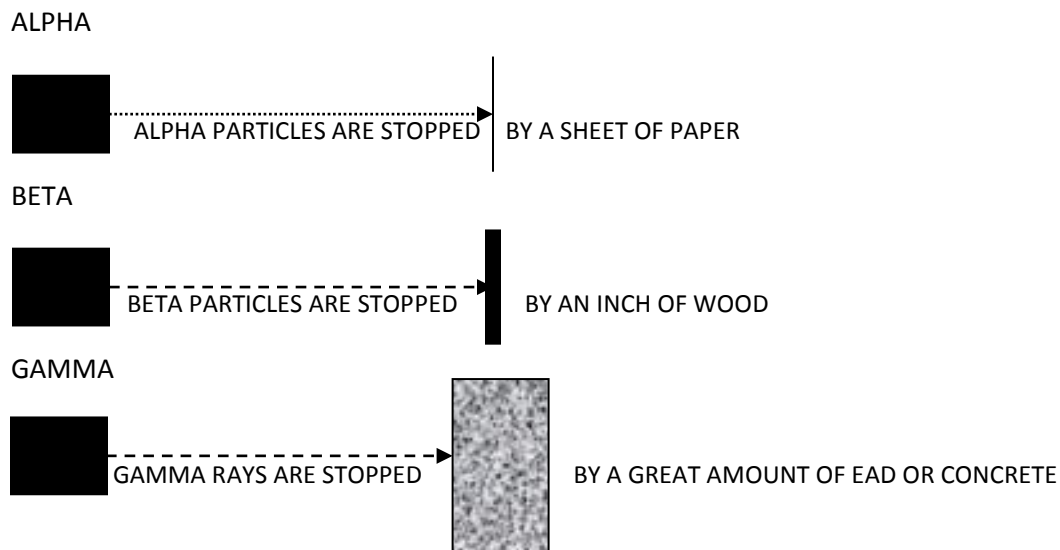 ALPHA
ALPHA PARTICLES ARE STOPPED BY A SHEET OF PAPER
BETA
BETA PARTICLES ARE STOPPED BY AN INCH OF WOOD
GAMMA
GAMMA RAYS ARE STOPPED BY A GREAT AMOUNT OF EAD OR CONCRETE